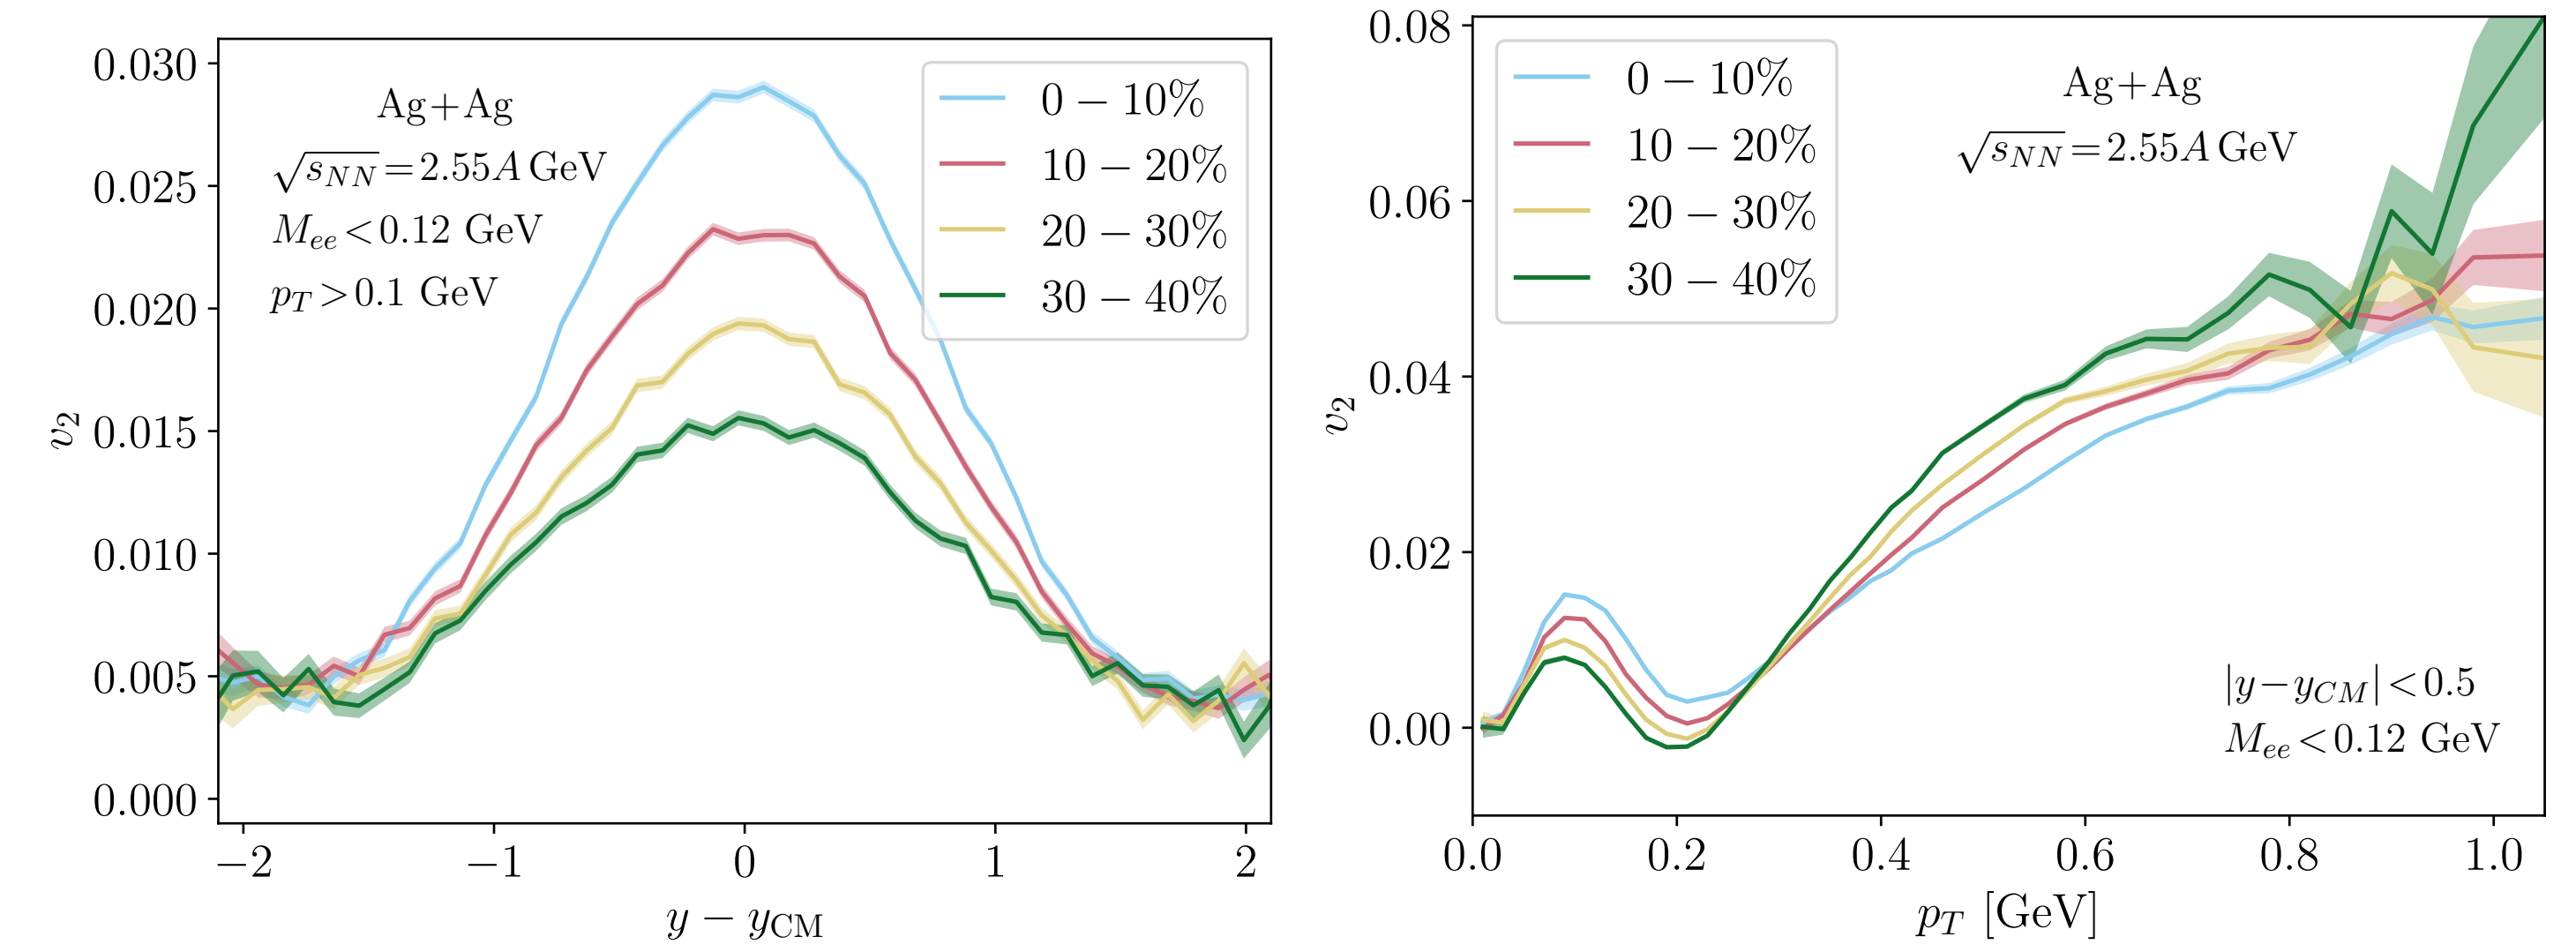 0.030
0.025
0.020
0.015
0.010
0.005
0.000
v₂
Ag+Ag
√s_NN=2.55A GeV
M_ee<0.12 GeV
p_T>0.1 GeV
0 − 10%
10 − 20%
20 − 30%
30 − 40%
−2 −1 0 1 2
y − y_CM
0.08
0.06
0.04
0.02
0.00
v₂
0 − 10%
10 − 20%
20 − 30%
30 − 40%
Ag+Ag
√s_NN=2.55A GeV
|y−y_CM|<0.5
M_ee<0.12 GeV
0.0 0.2 0.4 0.6 0.8 1.0
p_T [GeV]